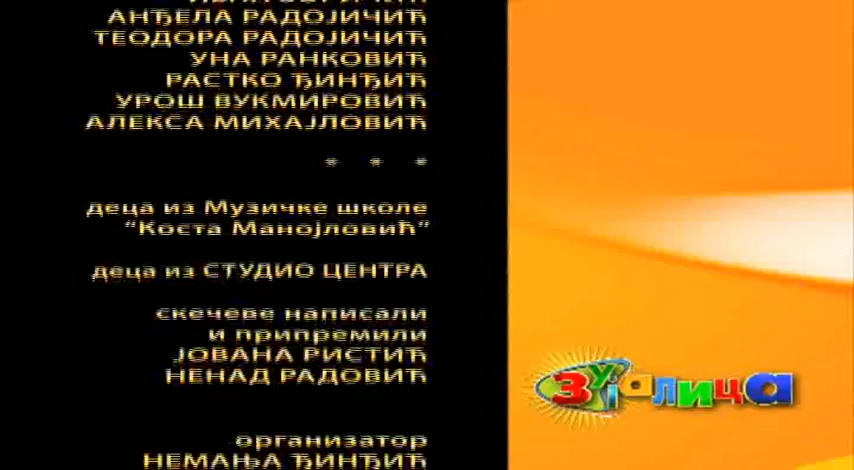 АНЂЕЛА РАДОЈИЧИЋ
ТЕОДОРА РАДОЈИЧИЋ
УНА РАНКОВИЋ
РАСТКО ЂИНЂИЋ
УРОШ ВУКМИРОВИЋ
АЛЕКСА МИХАЈЛОВИЋ
* * *
деца из Музичке школе
"Коста Манојловић"
деца из СТУДИО ЦЕНТРА
скечеве написали
и припремили
ЈОВАНА РИСТИЋ
НЕНАД РАДОВИЋ
организатор
НЕМАЊА ЂИНЂИЋ
Зујалица